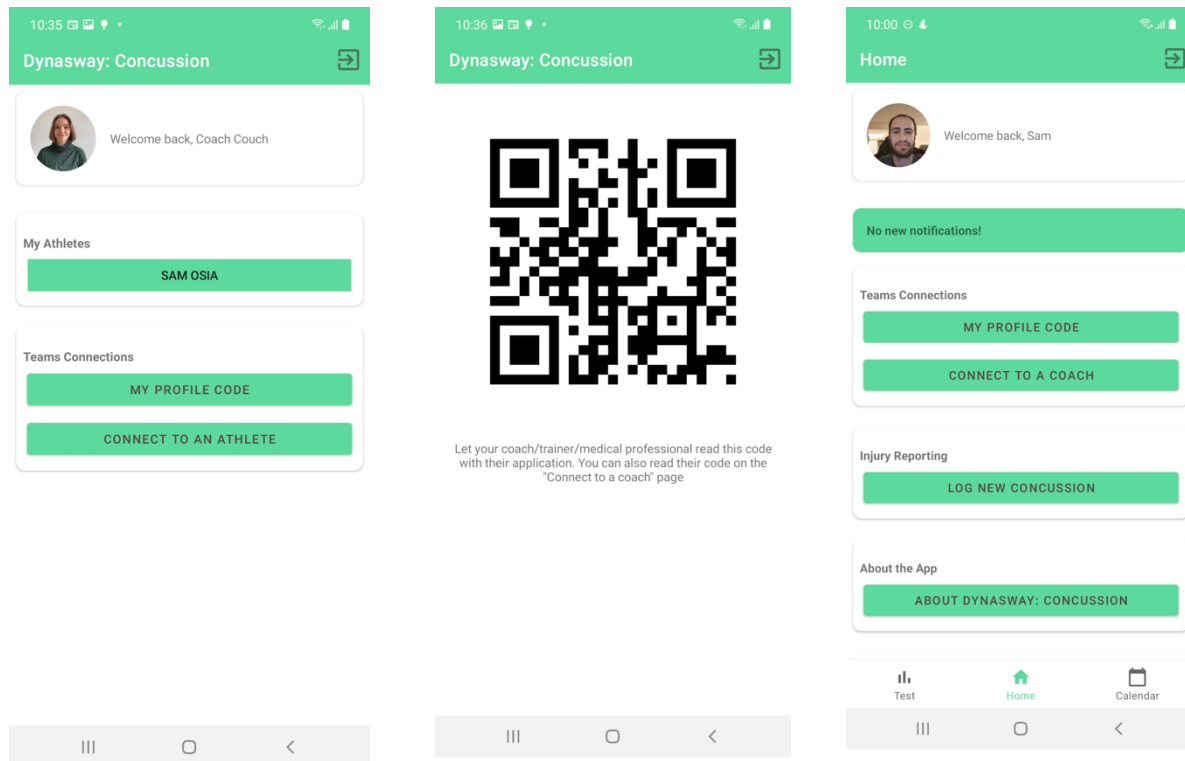 10:35
Dynasway: Concussion
Welcome back, Coach Couch
My Athletes
SAM OSIA
Teams Connections
MY PROFILE CODE
CONNECT TO AN ATHLETE
10:36
Dynasway: Concussion
Let your coach/trainer/medical professional read this code
with their application. You can also read their code on the
"Connect to a coach" page
10:00
Home
Welcome back, Sam
No new notifications!
Teams Connections
MY PROFILE CODE
CONNECT TO A COACH
Injury Reporting
LOG NEW CONCUSSION
About the App
ABOUT DYNASWAY: CONCUSSION
Test
Home
Calendar